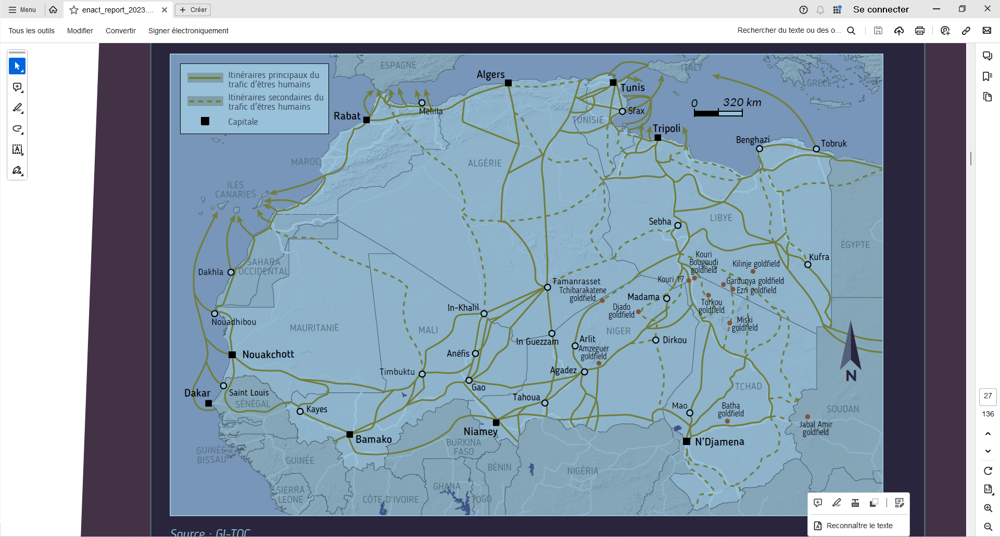 Menu
enact_report_2023....
Créer
Se connecter
Tous les outils
Modifier
Convertir
Signer électroniquement
Rechercher du texte ou des o...
Itinéraires principaux du
trafic d'êtres humains
Itinéraires secondaires du
trafic d'êtres humains
Capitale
ESPAGNE
Algers
ITALY
GRECE
Tunis
0 320 km
Melilla
Rabat
Sfax
TUNISIE
Tripoli
Benghazi
Tobruk
MAROC
ALGÉRIE
ILES
CANARIES
LIBYE
Sebha
ÉGYPTE
Kufra
Kouri
Bougoudi
goldfield
Kilinje goldfield
SAHARA
OCCIDENTAL
Dakhla
Kouri 17
Gardunya goldfield
Ezri goldfield
Tamanrasset
Tchibarakatene
goldfield
Madama
Djado
goldfield
Torkou
goldfield
In-Khalil
Nouadhibou
Miski
goldfield
MAURITANIE
MALI
NIGER
In Guezzam
Arlit
Dirkou
Amzeguer
goldfield
Anéfis
Nouakchott
Timbuktu
Agadez
N
Gao
TCHAD
Dakar
Saint Louis
SÉNÉGAL
Tahoua
Kayes
Mao
Batha
goldfield
SOUDAN
Jabal Amir
goldfield
Niamey
Bamako
N'Djamena
BURKINA
FASO
GUINÉE
BISSAU
GUINÉE
BÉNIN
NIGÉRIA
SIERRA
LEONE
CÔTE D'IVOIRE
GHANA
TOGO
27
136
Reconnaître le texte
Source : GI-TOC